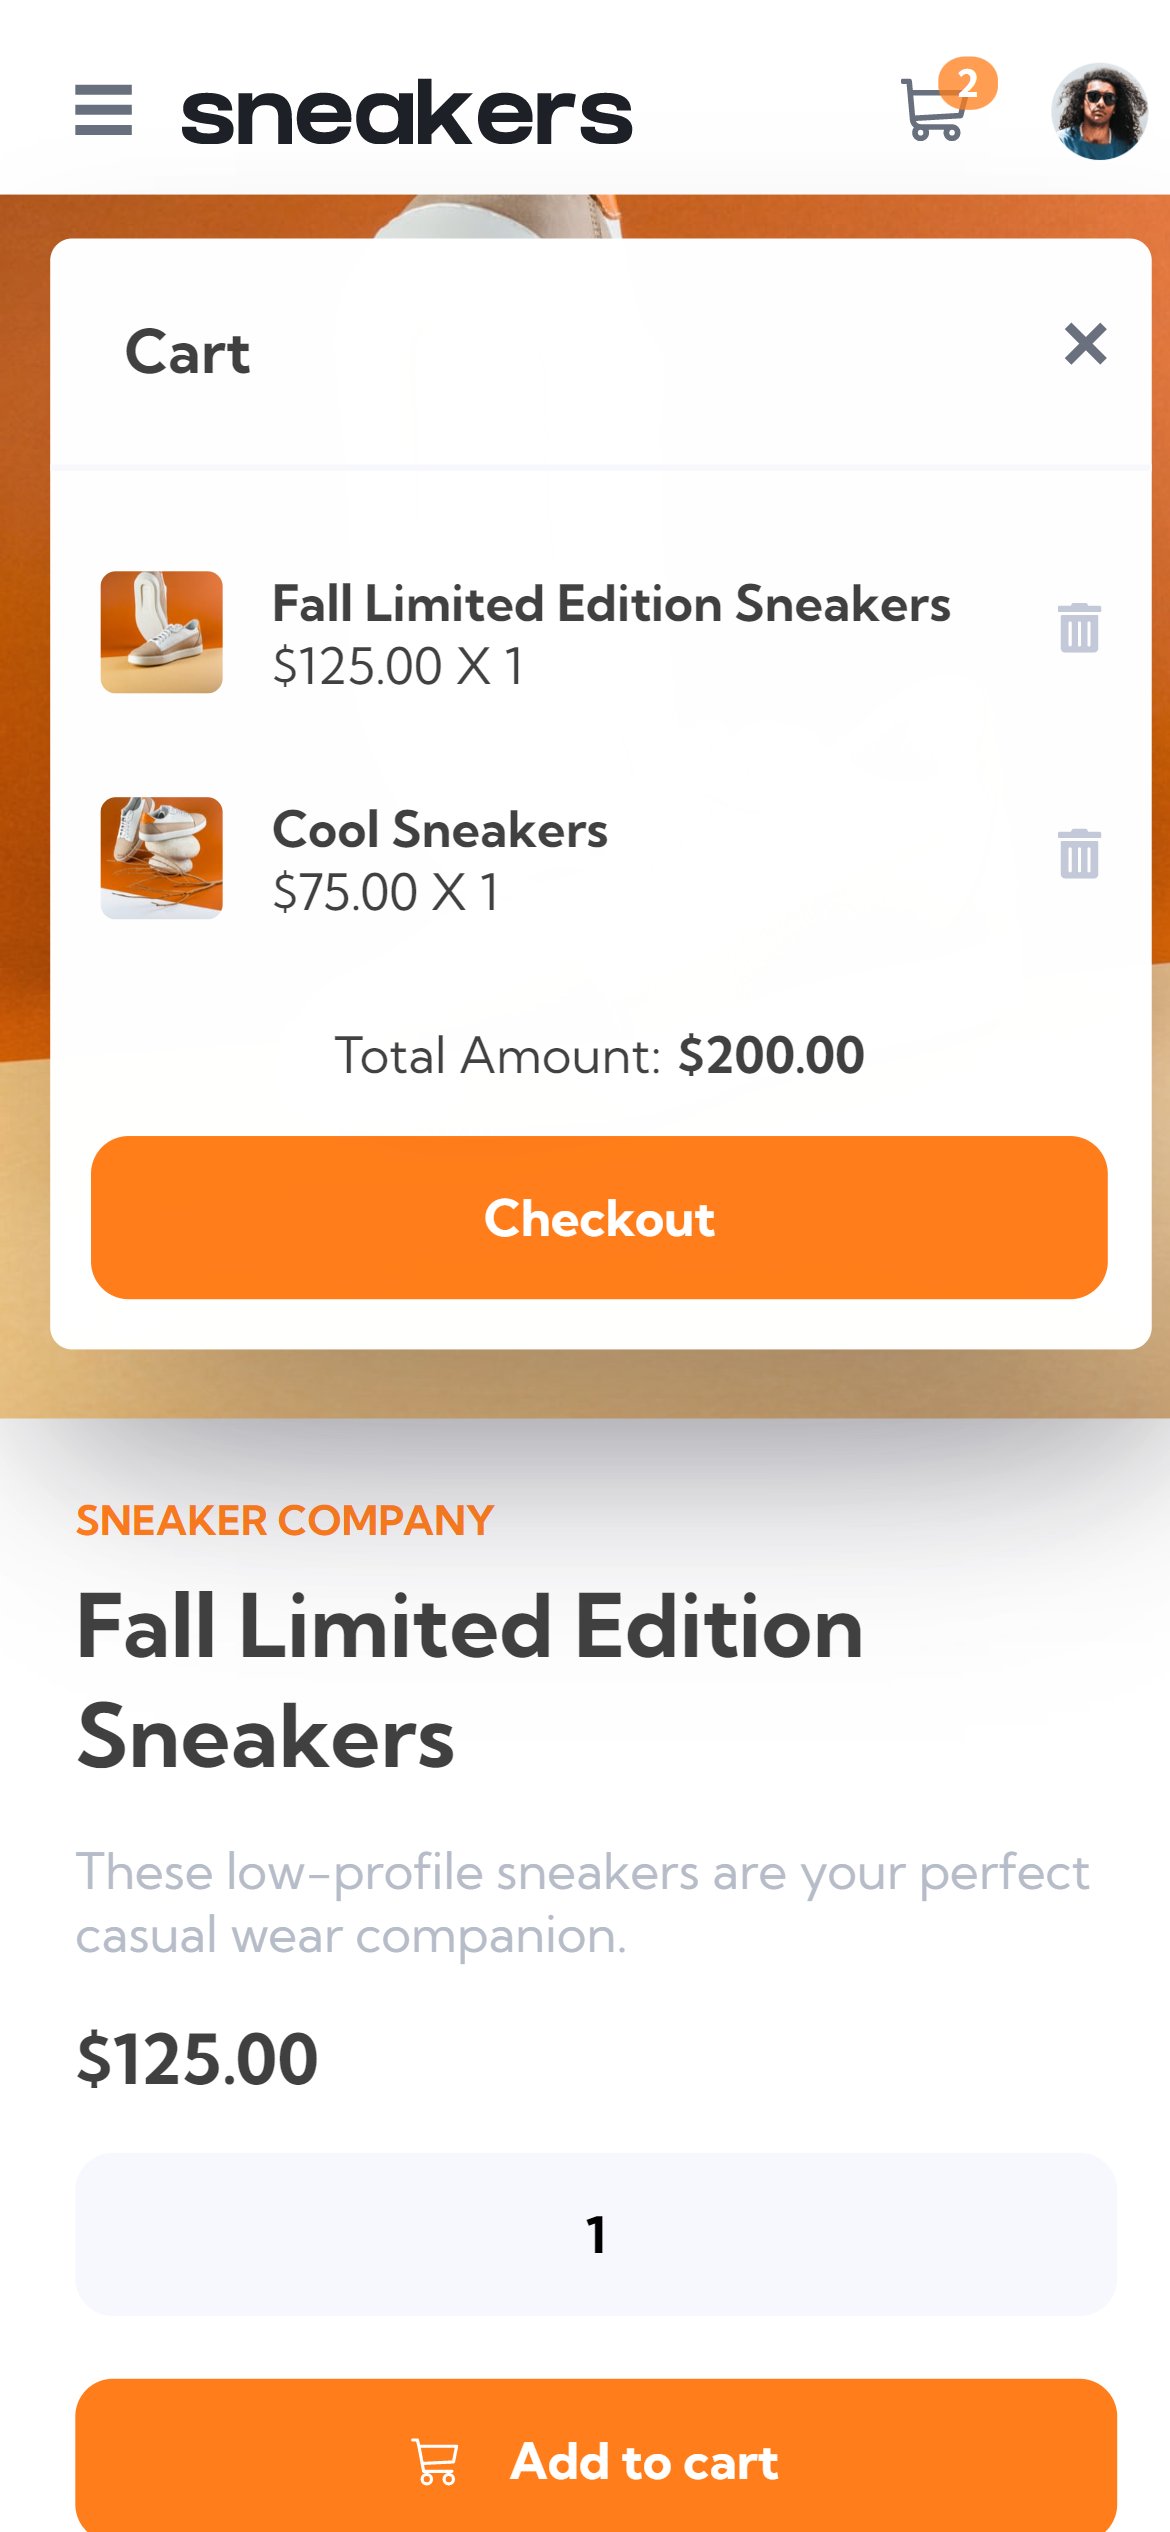 sneakers
2
Cart
Fall Limited Edition Sneakers
$125.00 X 1
Cool Sneakers
$75.00 X 1
Total Amount: $200.00
Checkout
SNEAKER COMPANY
Fall Limited Edition
Sneakers
These low-profile sneakers are your perfect
casual wear companion.
$125.00
1
Add to cart